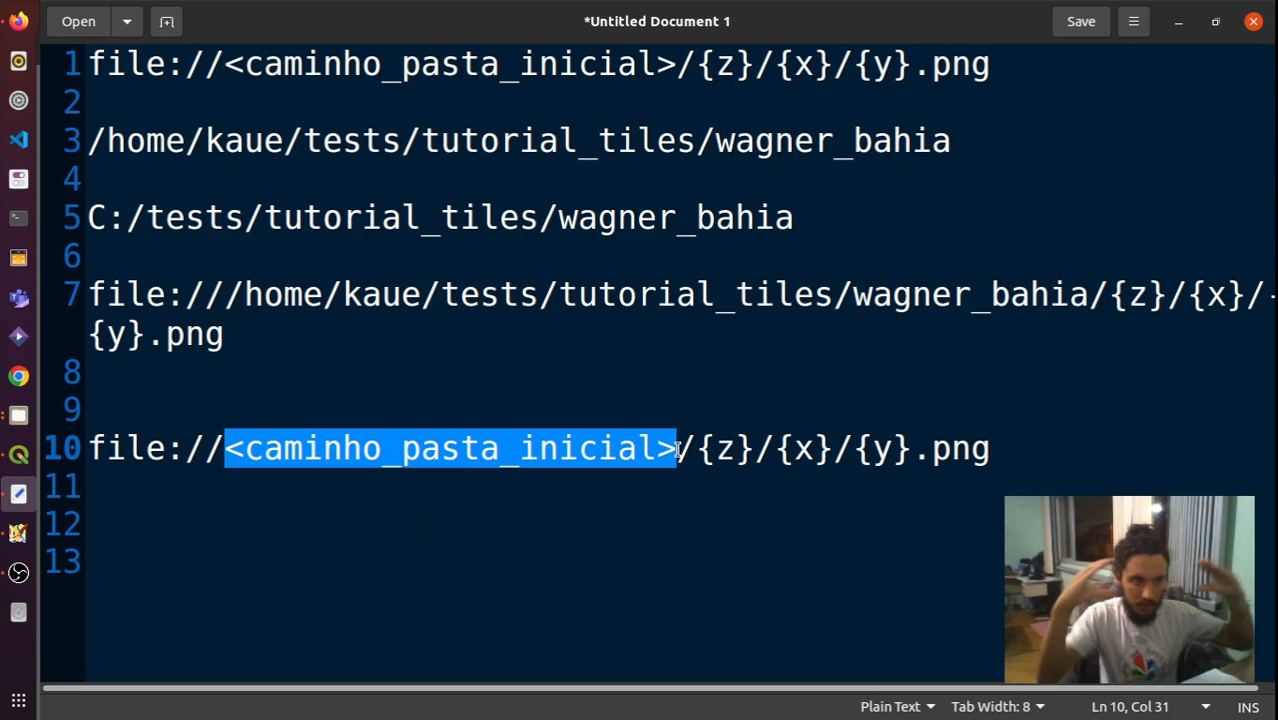 Open
*Untitled Document 1
Save
1 file://<caminho_pasta_inicial>/{z}/{x}/{y}.png
2
3 /home/kaue/tests/tutorial_tiles/wagner_bahia
4
5 C:/tests/tutorial_tiles/wagner_bahia
6
7 file:///home/kaue/tests/tutorial_tiles/wagner_bahia/{z}/{x}/
{y}.png
8
9
10 file://<caminho_pasta_inicial>/{z}/{x}/{y}.png
11
12
13
Plain Text Tab Width: 8 Ln 10, Col 31 INS